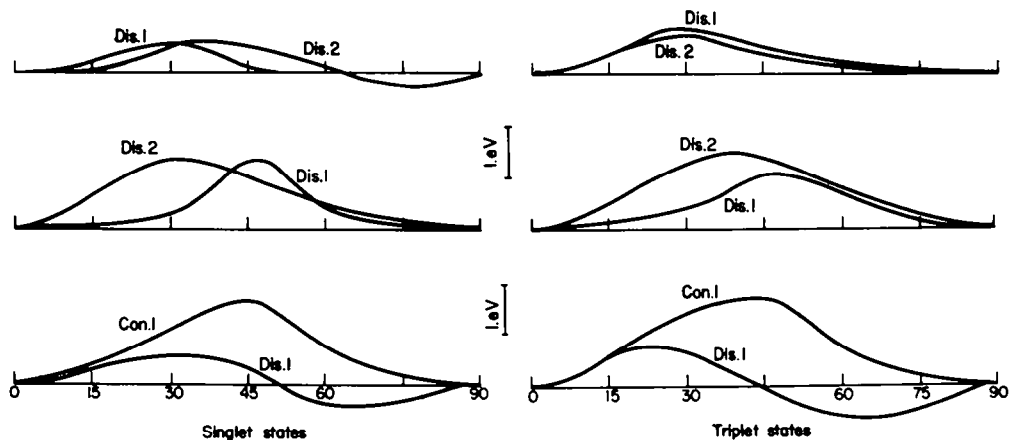 Dis.1
Dis.2
Dis.1
Dis.2
1.eV
Dis.2
Dis.1
Dis.2
Dis.1
1.eV
Con.1
Dis.1
Con.1
Dis.1
0 15 30 45 60 90
0 15 30 45 60 75 90
Singlet states
Triplet states